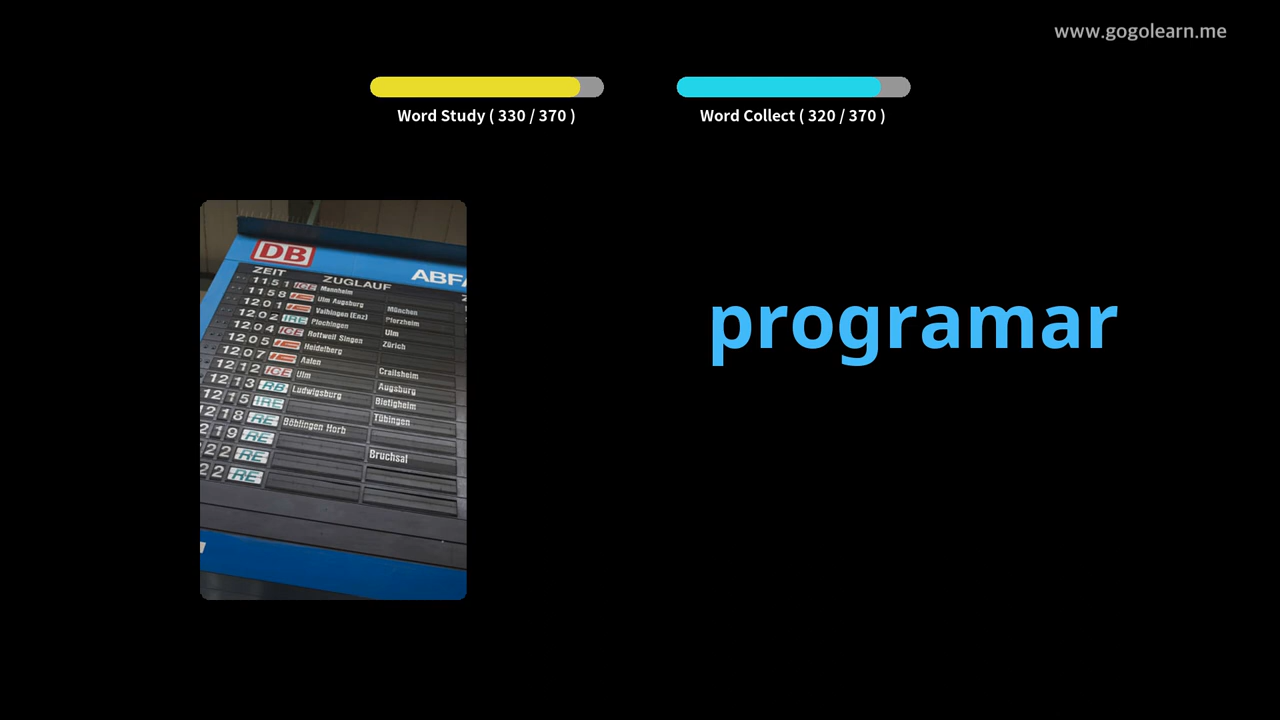 www.gogolearn.me
Word Study ( 330 / 370 )
Word Collect ( 320 / 370 )
programar
DB
ZEIT ZUGLAUF ABFA
1151 ICE Mannheim
1158 Ulm Augsburg München
1201 Vaihingen (Enz) Pforzheim
1202 IRE Plochingen Ulm
1204 ICE Rottweil Singen Zürich
1205 Heidelberg
1207 Aalen Crailsheim
1212 ICE Ulm Augsburg
1213 RB Ludwigsburg Bietigheim
1215 IRE Tübingen
1218 RE Böblingen Horb
219 RE
22 RE Bruchsal
22 RE